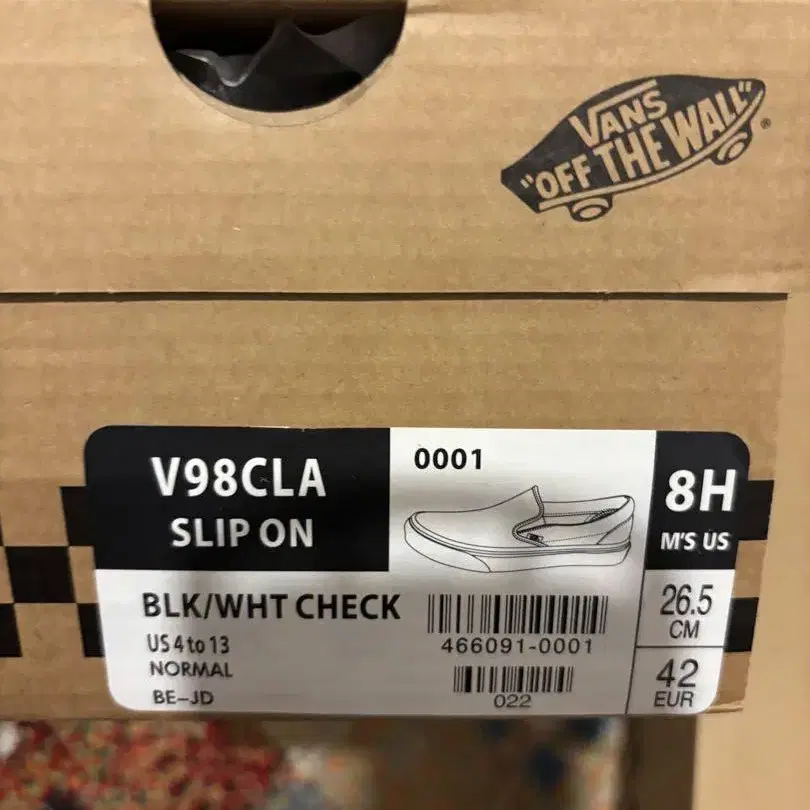 VANS
"OFF THE WALL"
®
V98CLA
SLIP ON
0001
8H
M'S US
BLK/WHT CHECK
US 4 to 13
NORMAL
BE-JD
466091-0001
022
26.5
CM
42
EUR